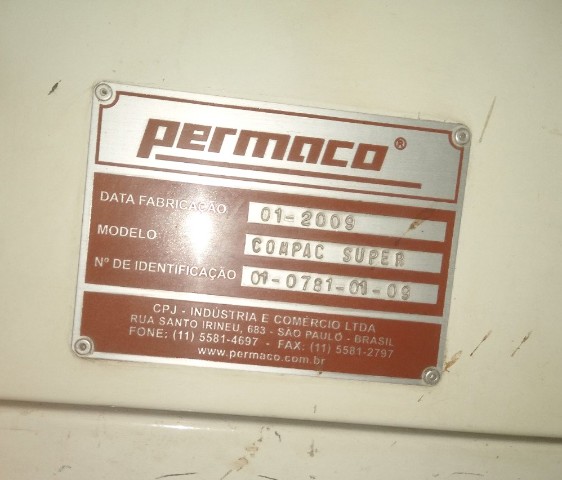 permaco®
DATA FABRICAÇÃO 01-2009
MODELO COMPAC SUPER
Nº DE IDENTIFICAÇÃO 01-0781-01-09
CPJ - INDÚSTRIA E COMÉRCIO LTDA
RUA SANTO IRINEU, 683 - SÃO PAULO - BRASIL
FONE: (11) 5581-4697 - FAX: (11) 5581-2797
www.permaco.com.br